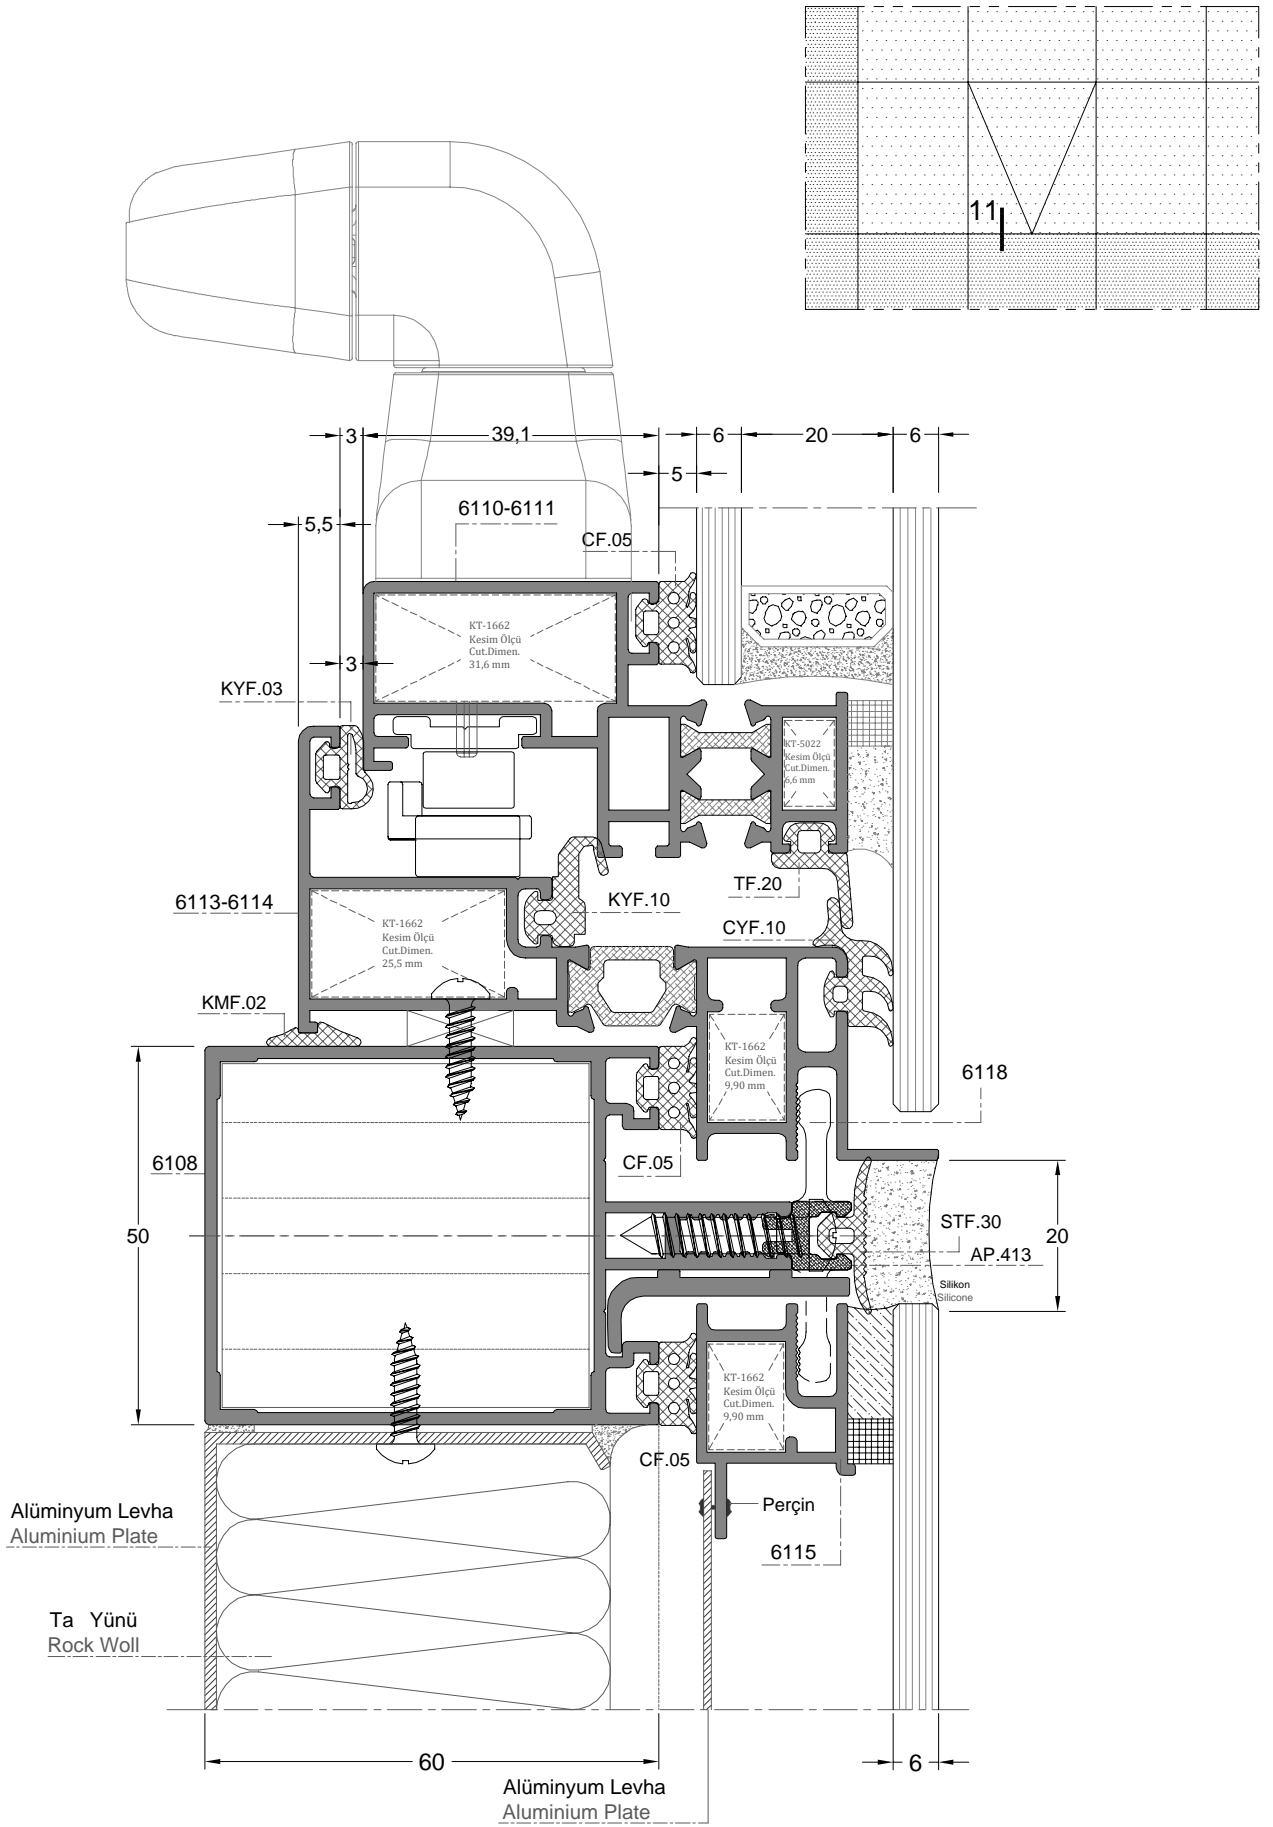 11
3
39,1
6
20
6
5
6110-6111
5,5
CF.05
KT-1662
Kesim Ölçü
Cut.Dimen.
31,6 mm
3
KYF.03
KT-5022
Kesim Ölçü
Cut.Dimen.
6,6 mm
TF.20
6113-6114
KYF.10
KT-1662
Kesim Ölçü
Cut.Dimen.
25,5 mm
CYF.10
KMF.02
KT-1662
Kesim Ölçü
Cut.Dimen.
9,90 mm
6118
6108
CF.05
50
STF.30
20
AP.413
Silikon
Silicone
KT-1662
Kesim Ölçü
Cut.Dimen.
9,90 mm
CF.05
Alüminyum Levha
Aluminium Plate
Perçin
6115
Ta Yünü
Rock Woll
60
6
Alüminyum Levha
Aluminium Plate